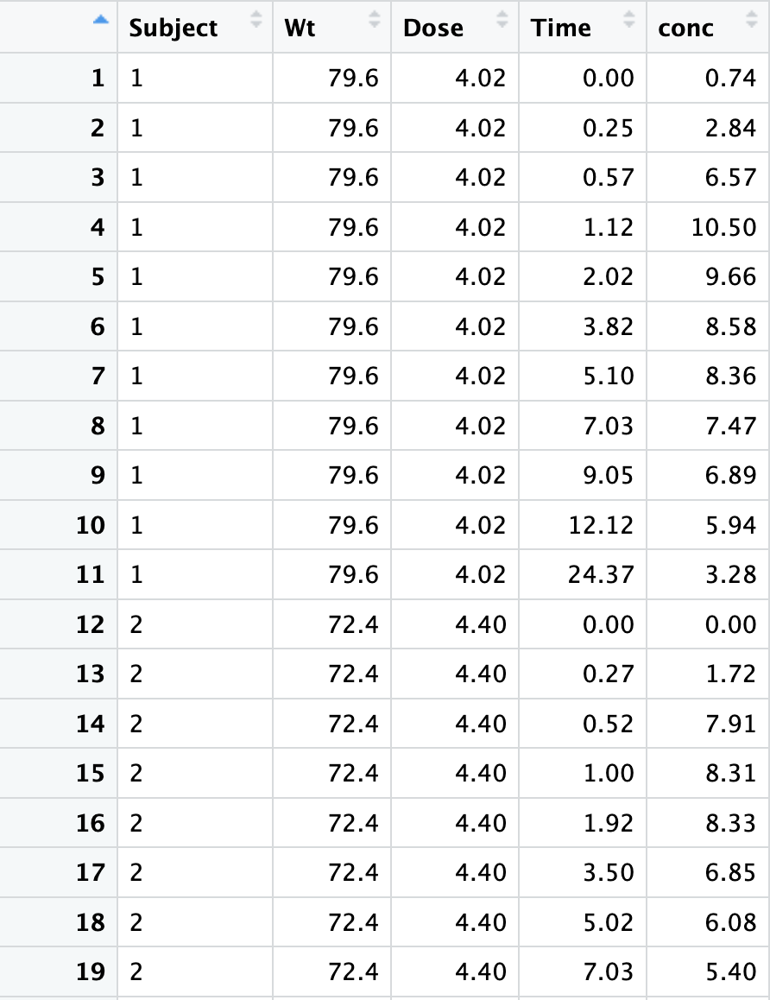 Subject Wt Dose Time conc
1 1 79.6 4.02 0.00 0.74
2 1 79.6 4.02 0.25 2.84
3 1 79.6 4.02 0.57 6.57
4 1 79.6 4.02 1.12 10.50
5 1 79.6 4.02 2.02 9.66
6 1 79.6 4.02 3.82 8.58
7 1 79.6 4.02 5.10 8.36
8 1 79.6 4.02 7.03 7.47
9 1 79.6 4.02 9.05 6.89
10 1 79.6 4.02 12.12 5.94
11 1 79.6 4.02 24.37 3.28
12 2 72.4 4.40 0.00 0.00
13 2 72.4 4.40 0.27 1.72
14 2 72.4 4.40 0.52 7.91
15 2 72.4 4.40 1.00 8.31
16 2 72.4 4.40 1.92 8.33
17 2 72.4 4.40 3.50 6.85
18 2 72.4 4.40 5.02 6.08
19 2 72.4 4.40 7.03 5.40